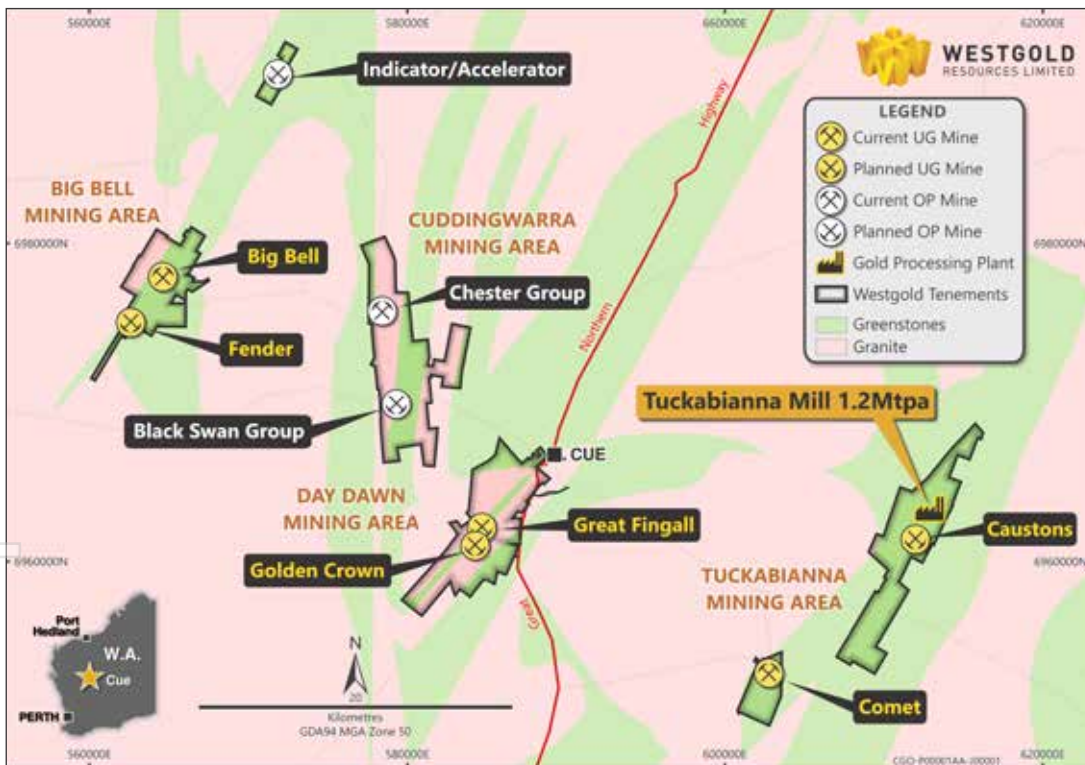 560000E
580000E
660000E
620000E
WESTGOLD
RESOURCES LIMITED
Indicator/Accelerator
Highway
LEGEND
Current UG Mine
Planned UG Mine
Current OP Mine
Planned OP Mine
Gold Processing Plant
Westgold Tenements
Greenstones
Granite
BIG BELL
MINING AREA
CUDDINGWARRA
MINING AREA
6980000N
6980000N
Big Bell
Chester Group
Fender
Northern
Tuckabianna Mill 1.2Mtpa
Black Swan Group
CUE
DAY DAWN
MINING AREA
Great Fingall
Caustons
Golden Crown
6960000N
6960000N
TUCKABIANNA
MINING AREA
Great
Port
Hedland
W.A.
Cue
PERTH
N
20
Kilometres
GDA94 MGA Zone 50
Comet
560000E
580000E
600000E
620000E
CGO-P00061AA-J00001